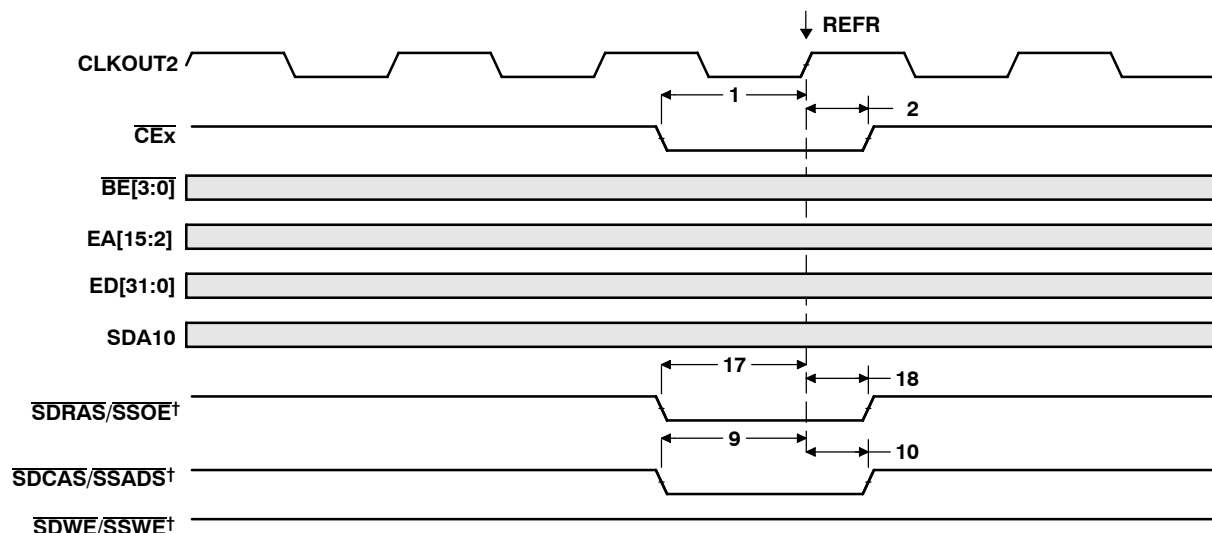 REFR
CLKOUT2
1
2
CEx
BE[3:0]
EA[15:2]
ED[31:0]
SDA10
17
18
SDRAS/SSOE†
9
10
SDCAS/SSADS†
SDWE/SSWE†